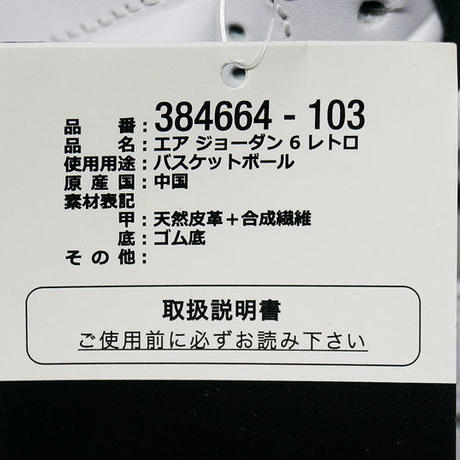 品番：384664-103
品名：エア ジョーダン 6 レトロ
使用用途：バスケットボール
原産国：中国
素材表記
甲：天然皮革＋合成繊維
底：ゴム底
その他：
取扱説明書
ご使用前に必ずお読み下さい